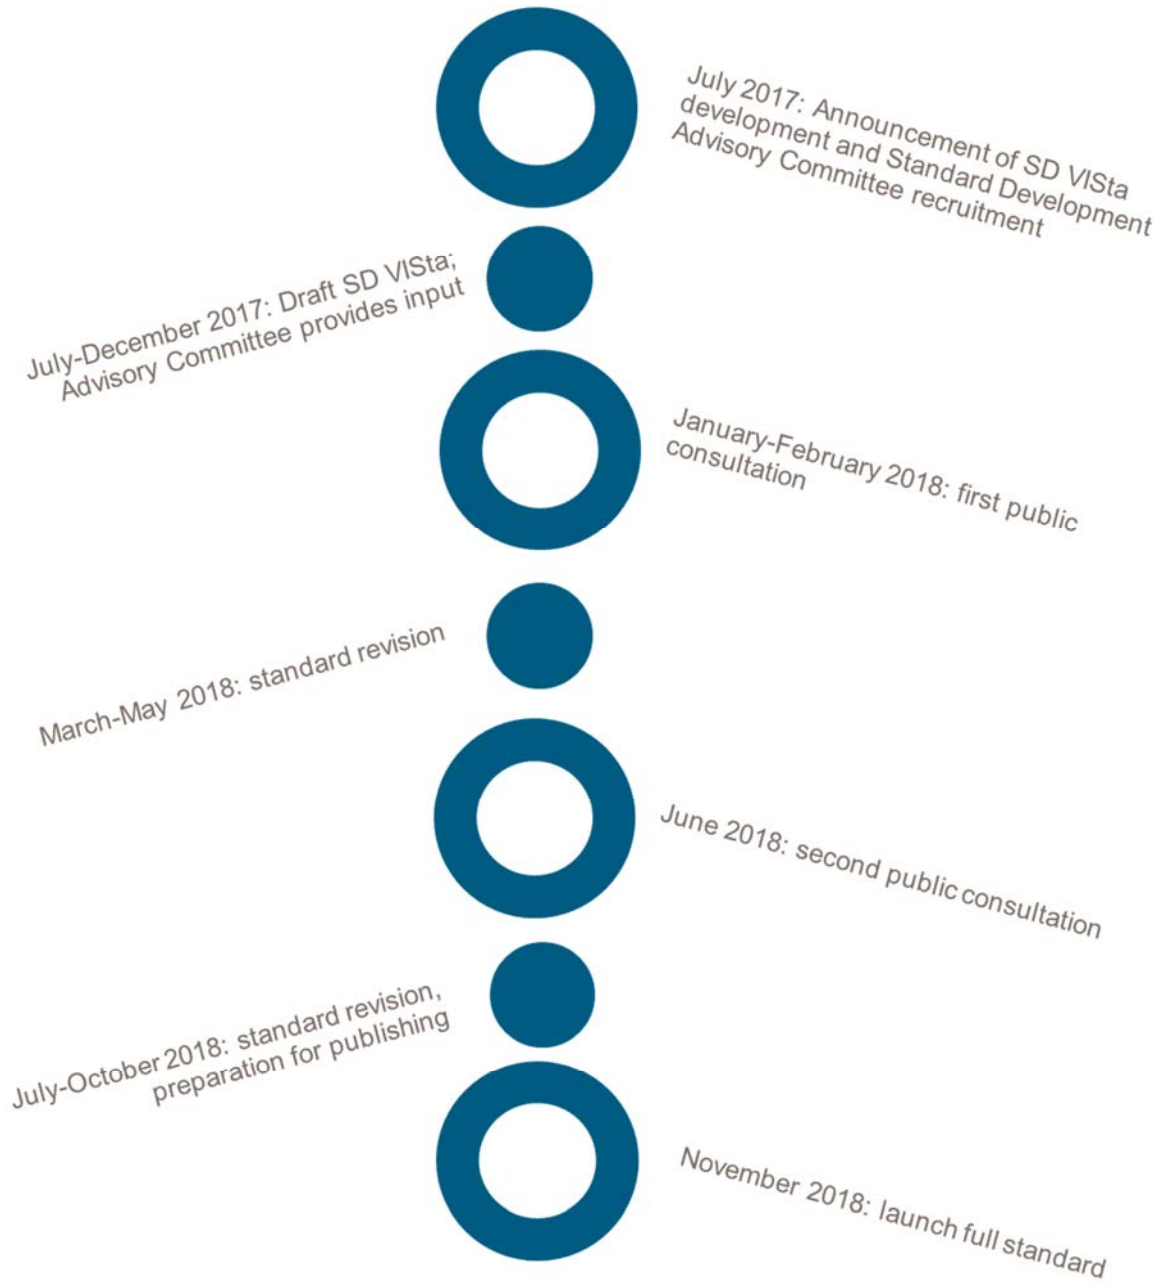 July 2017: Announcement of SD VISta
development and Standard Development
Advisory Committee recruitment
July-December 2017: Draft SD VISta;
Advisory Committee provides input
January-February 2018: first public
consultation
March-May 2018: standard revision
June 2018: second public consultation
July-October 2018: standard revision,
preparation for publishing
November 2018: launch full standard